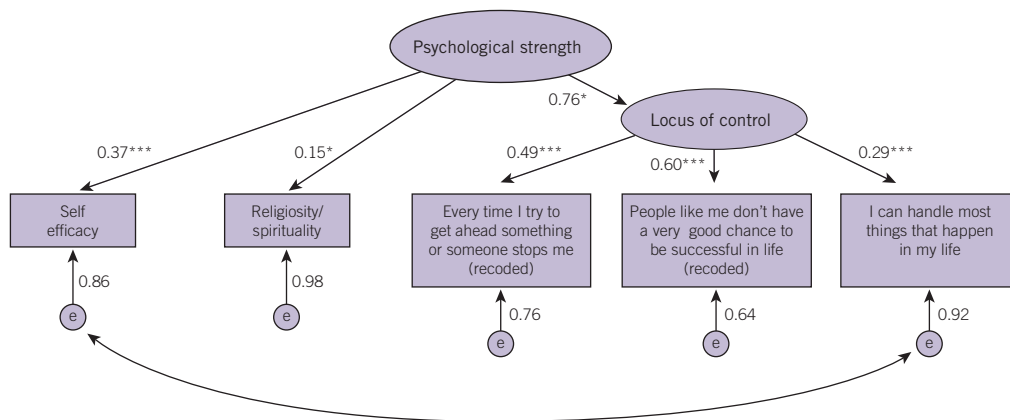 Psychological strength
0.76*
Locus of control
0.37***
0.15*
0.49***
0.60***
0.29***
Self
efficacy
Religiosity/
spirituality
Every time I try to
get ahead something
or someone stops me
(recoded)
People like me don't have
a very good chance to
be successful in life
(recoded)
I can handle most
things that happen
in my life
0.86
0.98
0.76
0.64
0.92
e
e
e
e
e